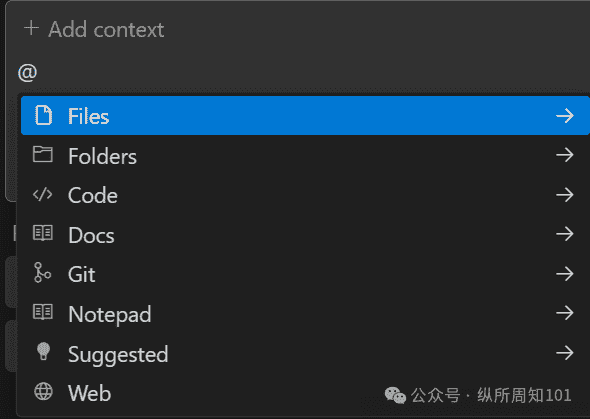 + Add context
@
Files
Folders
Code
Docs
Git
Notepad
Suggested
Web
公众号 · 纵所周知101